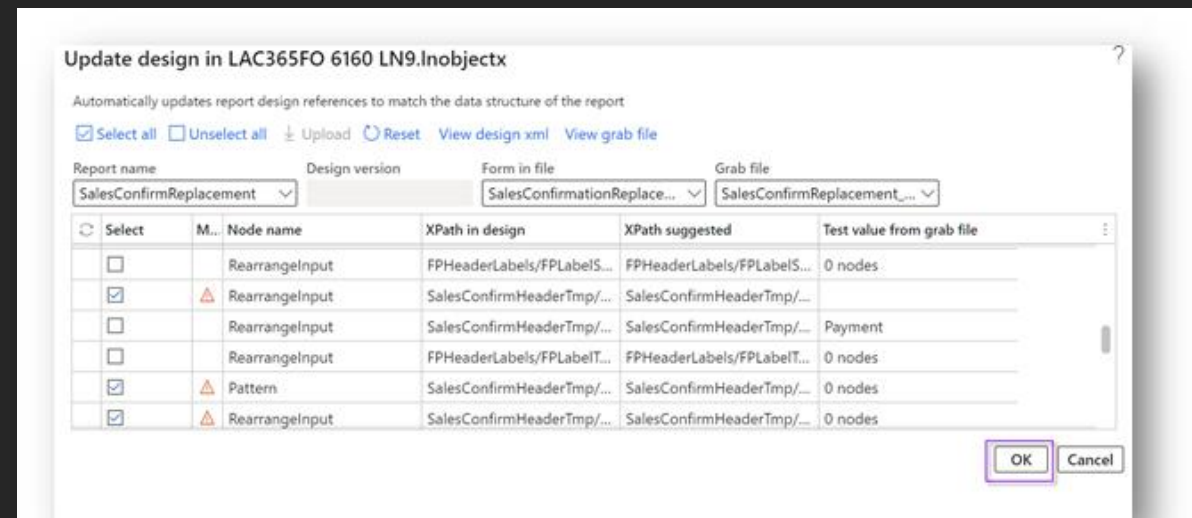 Update design in LAC365FO 6160 LN9.lnobjectx
?
Automatically updates report design references to match the data structure of the report
Select all Unselect all Upload Reset View design xml View grab file
Report name Design version Form in file Grab file
SalesConfirmReplacement SalesConfirmationReplace... SalesConfirmReplacement_...
Select M... Node name XPath in design XPath suggested Test value from grab file
RearrangeInput FPHeaderLabels/FPLabelS... FPHeaderLabels/FPLabelS... 0 nodes
RearrangeInput SalesConfirmHeaderTmp/... SalesConfirmHeaderTmp/...
RearrangeInput SalesConfirmHeaderTmp/... SalesConfirmHeaderTmp/... Payment
RearrangeInput FPHeaderLabels/FPLabelT... FPHeaderLabels/FPLabelT... 0 nodes
Pattern SalesConfirmHeaderTmp/... SalesConfirmHeaderTmp/... 0 nodes
RearrangeInput SalesConfirmHeaderTmp/... SalesConfirmHeaderTmp/... 0 nodes
OK Cancel